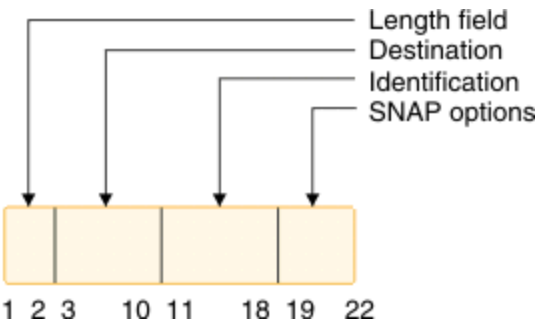 Length field
Destination
Identification
SNAP options
1 2 3 10 11 18 19 22